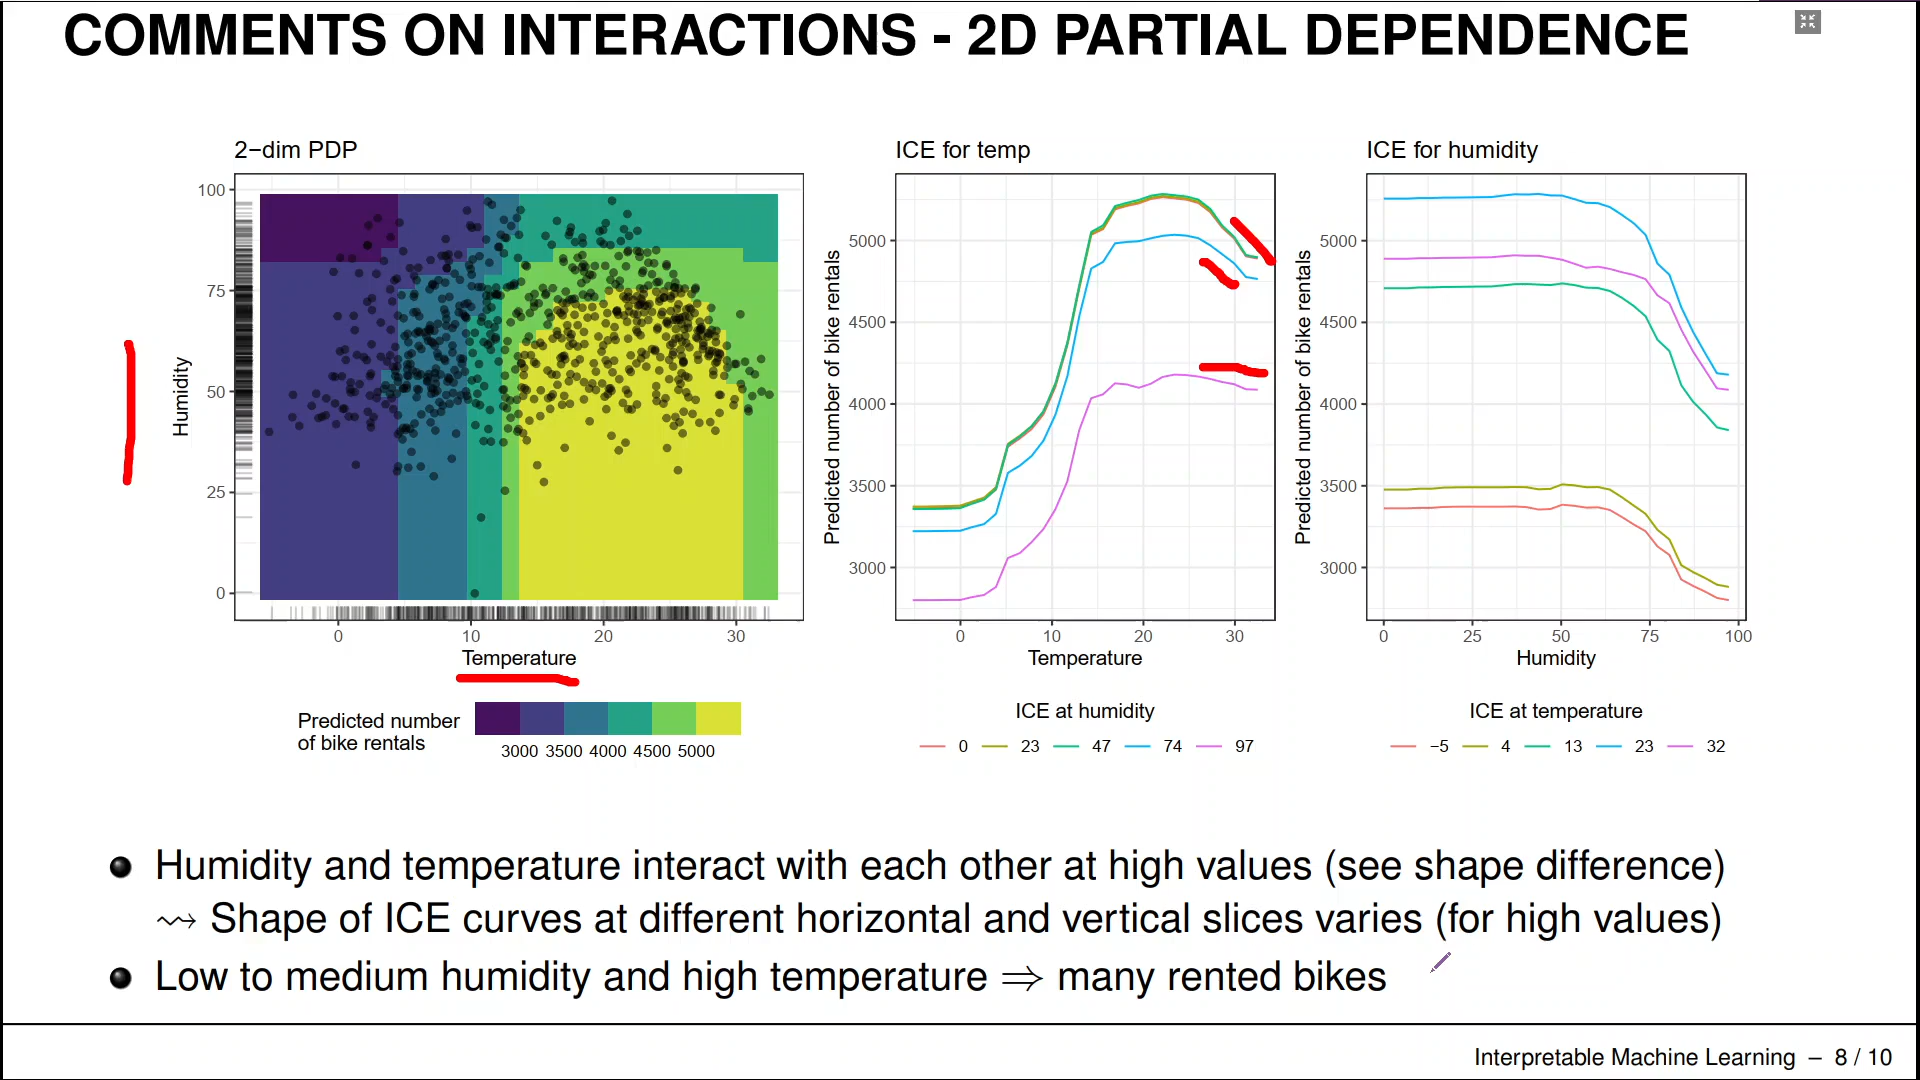 COMMENTS ON INTERACTIONS - 2D PARTIAL DEPENDENCE
2−dim PDP
Humidity
100
75
50
25
0
0 10 20 30
Temperature
Predicted number
of bike rentals
3000 3500 4000 4500 5000
ICE for temp
Predicted number of bike rentals
5000
4500
4000
3500
3000
0 10 20 30
Temperature
ICE at humidity
0 23 47 74 97
ICE for humidity
Predicted number of bike rentals
5000
4500
4000
3500
3000
0 25 50 75 100
Humidity
ICE at temperature
−5 4 13 23 32
Humidity and temperature interact with each other at high values (see shape difference)
⇝ Shape of ICE curves at different horizontal and vertical slices varies (for high values)
Low to medium humidity and high temperature ⇒ many rented bikes
Interpretable Machine Learning – 8 / 10